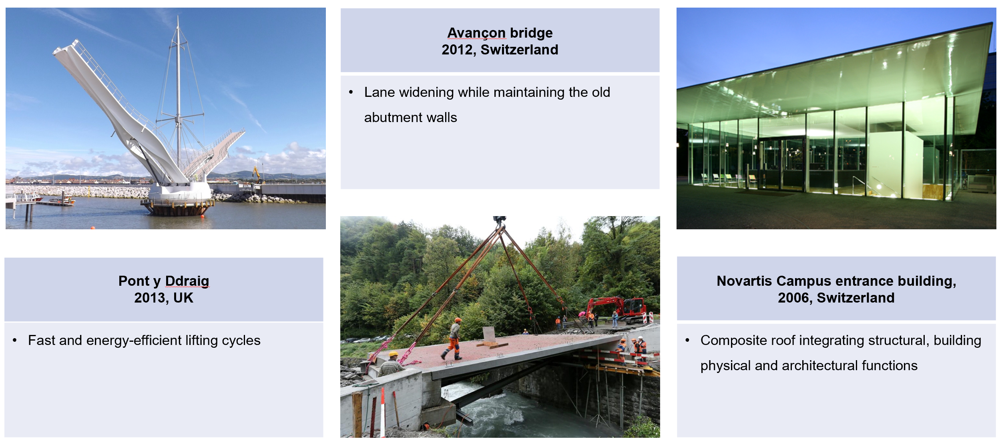 Avançon bridge
2012, Switzerland
• Lane widening while maintaining the old
abutment walls
Pont y Ddraig
2013, UK
• Fast and energy-efficient lifting cycles
Novartis Campus entrance building,
2006, Switzerland
• Composite roof integrating structural, building
physical and architectural functions